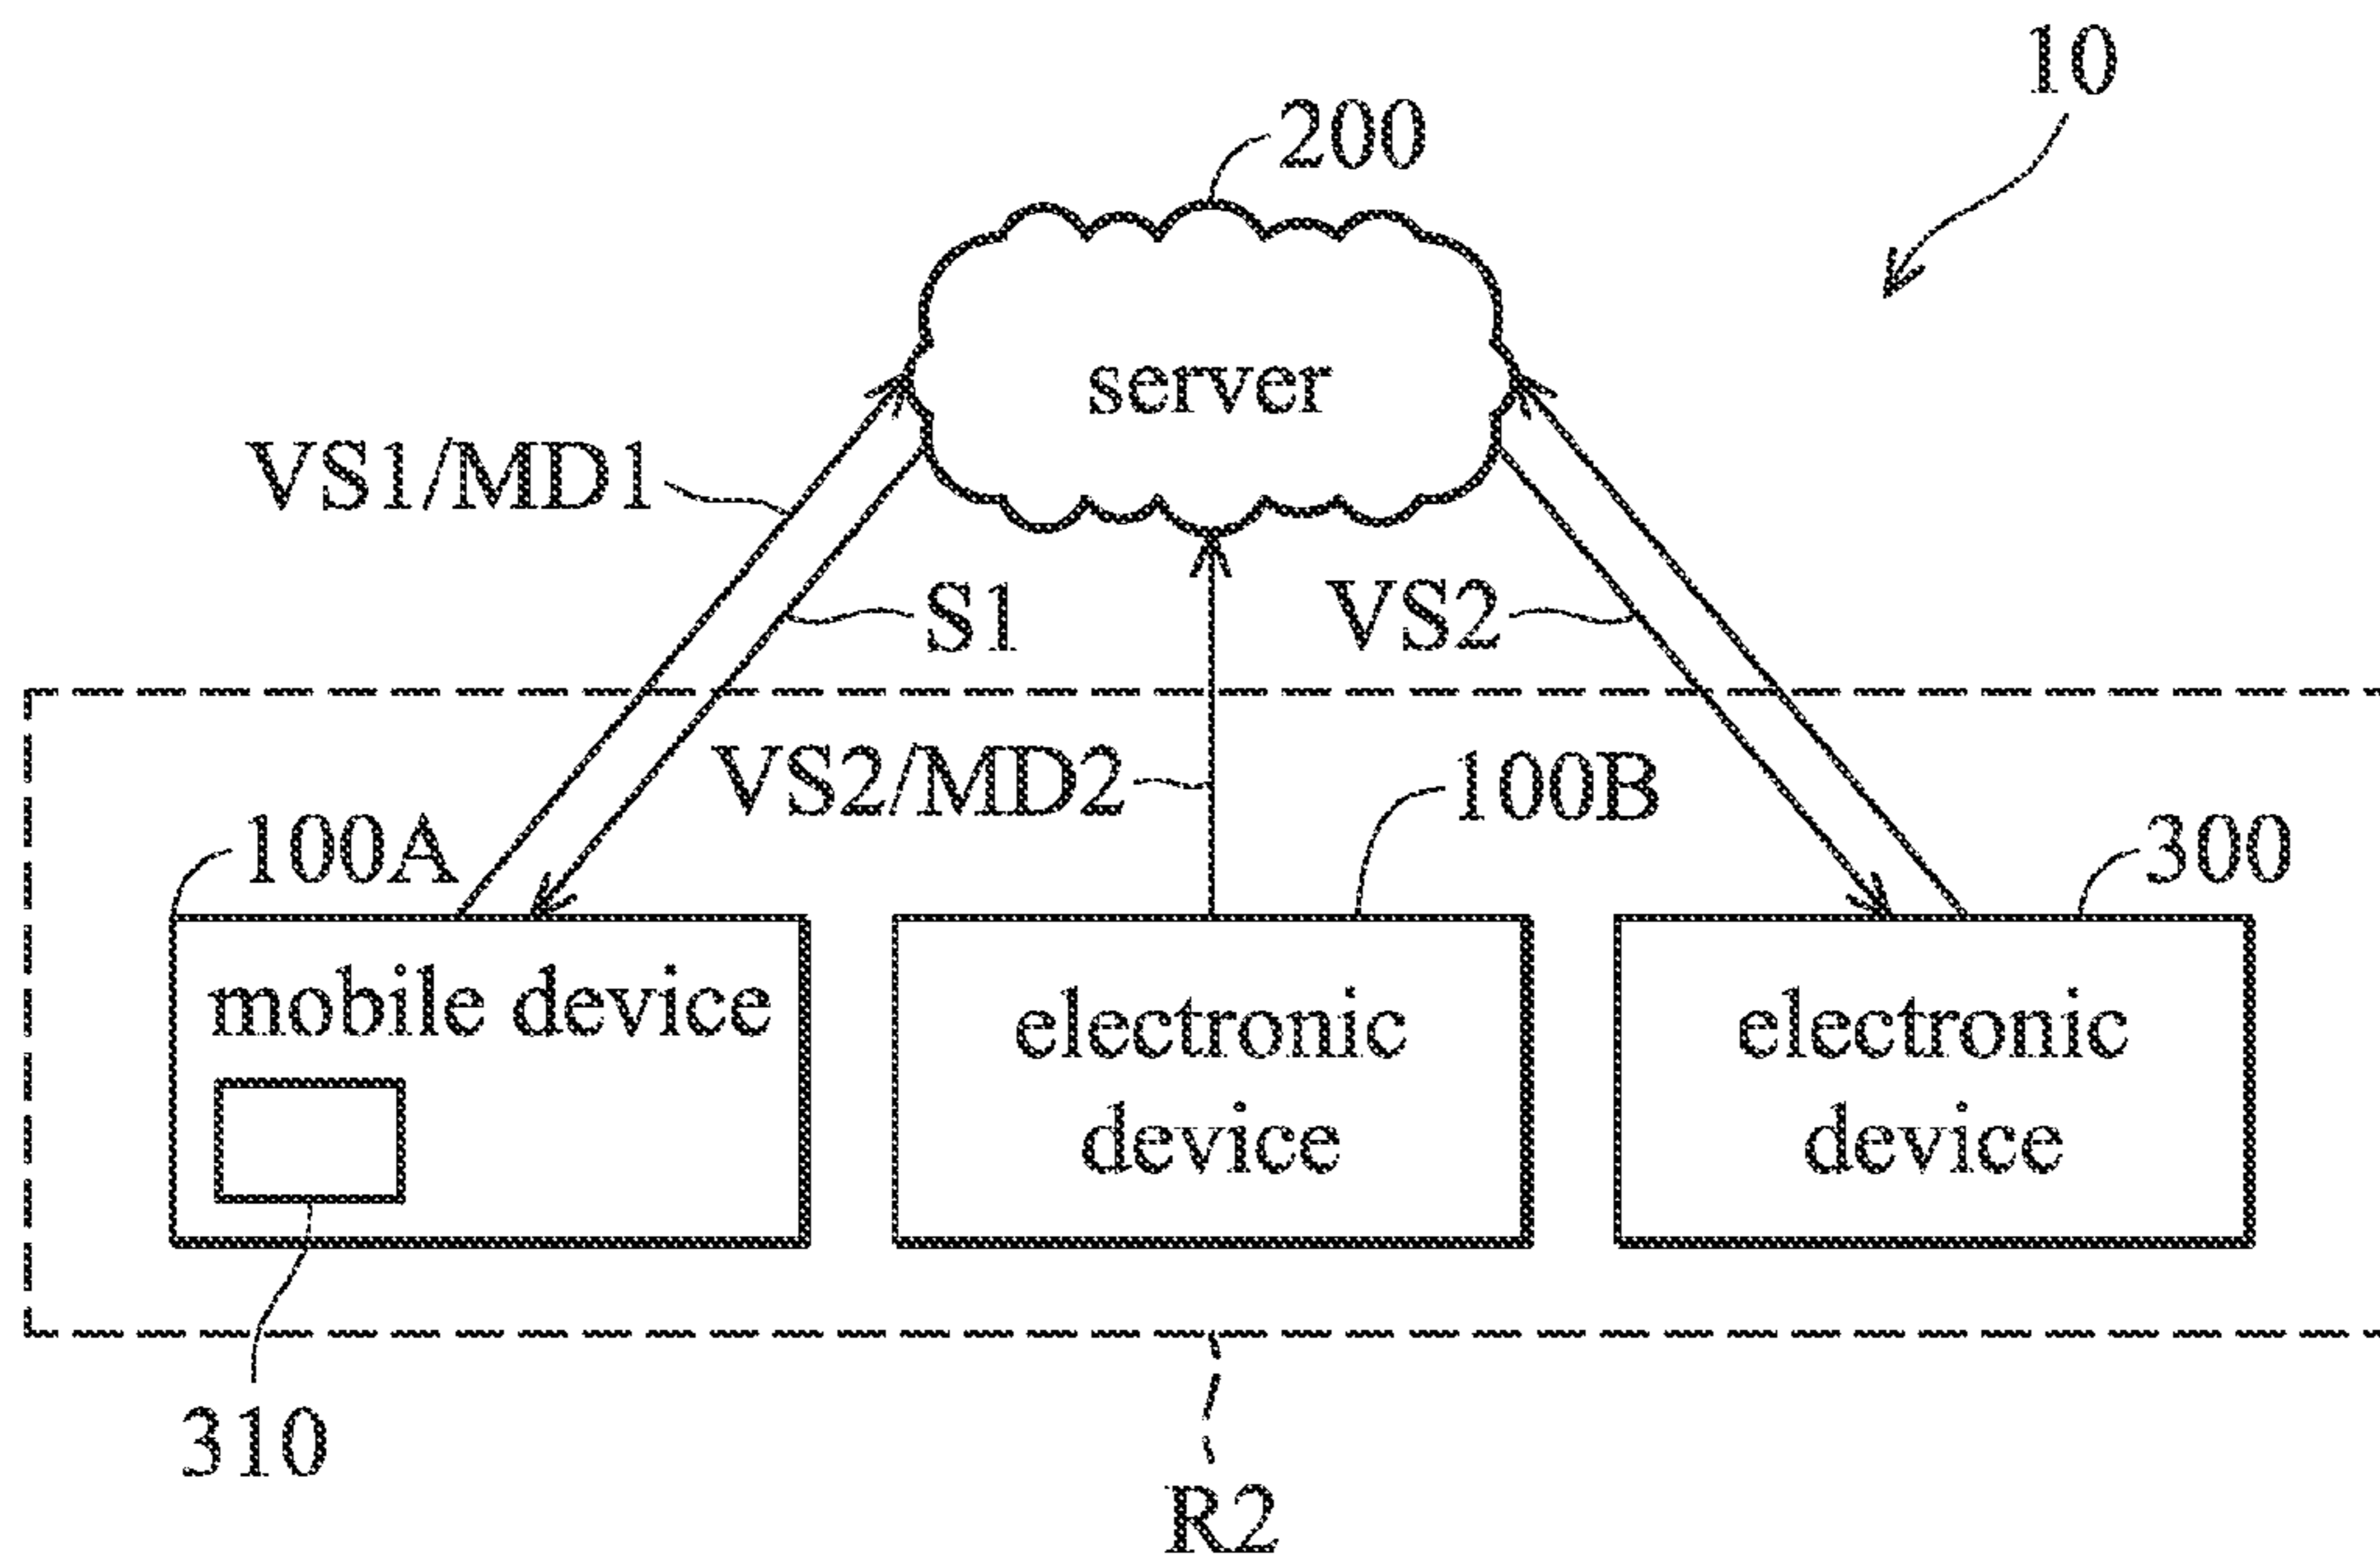 10
200
server
VS1/MD1
S1
VS2
VS2/MD2
100B
100A
300
mobile device
electronic
device
electronic
device
310
R2